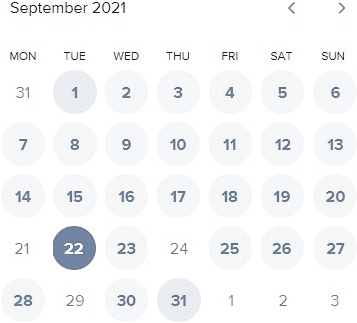 September 2021
MON TUE WED THU FRI SAT SUN
31 1 2 3 4 5 6
7 8 9 10 11 12 13
14 15 16 17 18 19 20
21 22 23 24 25 26 27
28 29 30 31 1 2 3